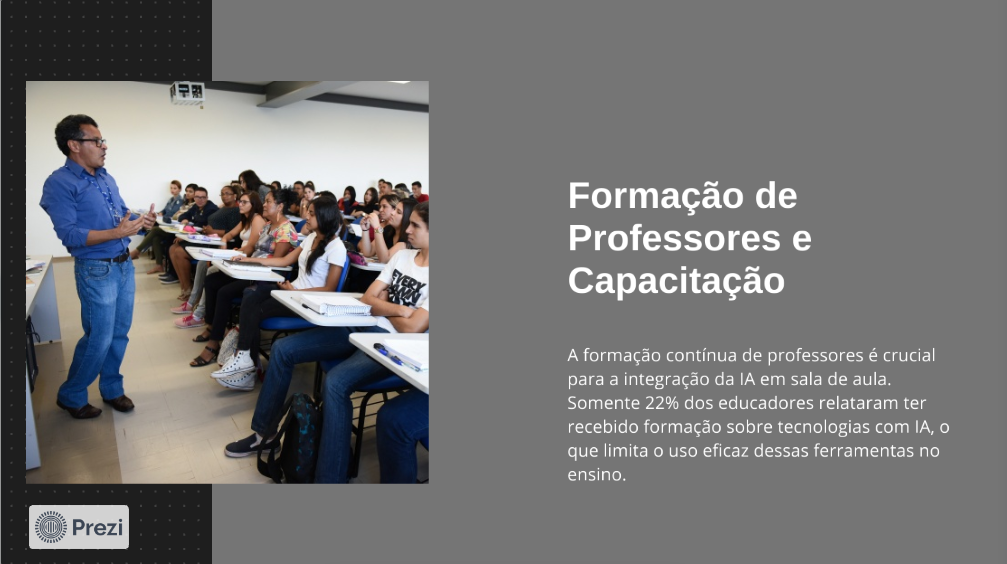 Formação de
Professores e
Capacitação
A formação contínua de professores é crucial
para a integração da IA em sala de aula.
Somente 22% dos educadores relataram ter
recebido formação sobre tecnologias com IA, o
que limita o uso eficaz dessas ferramentas no
ensino.
Prezi